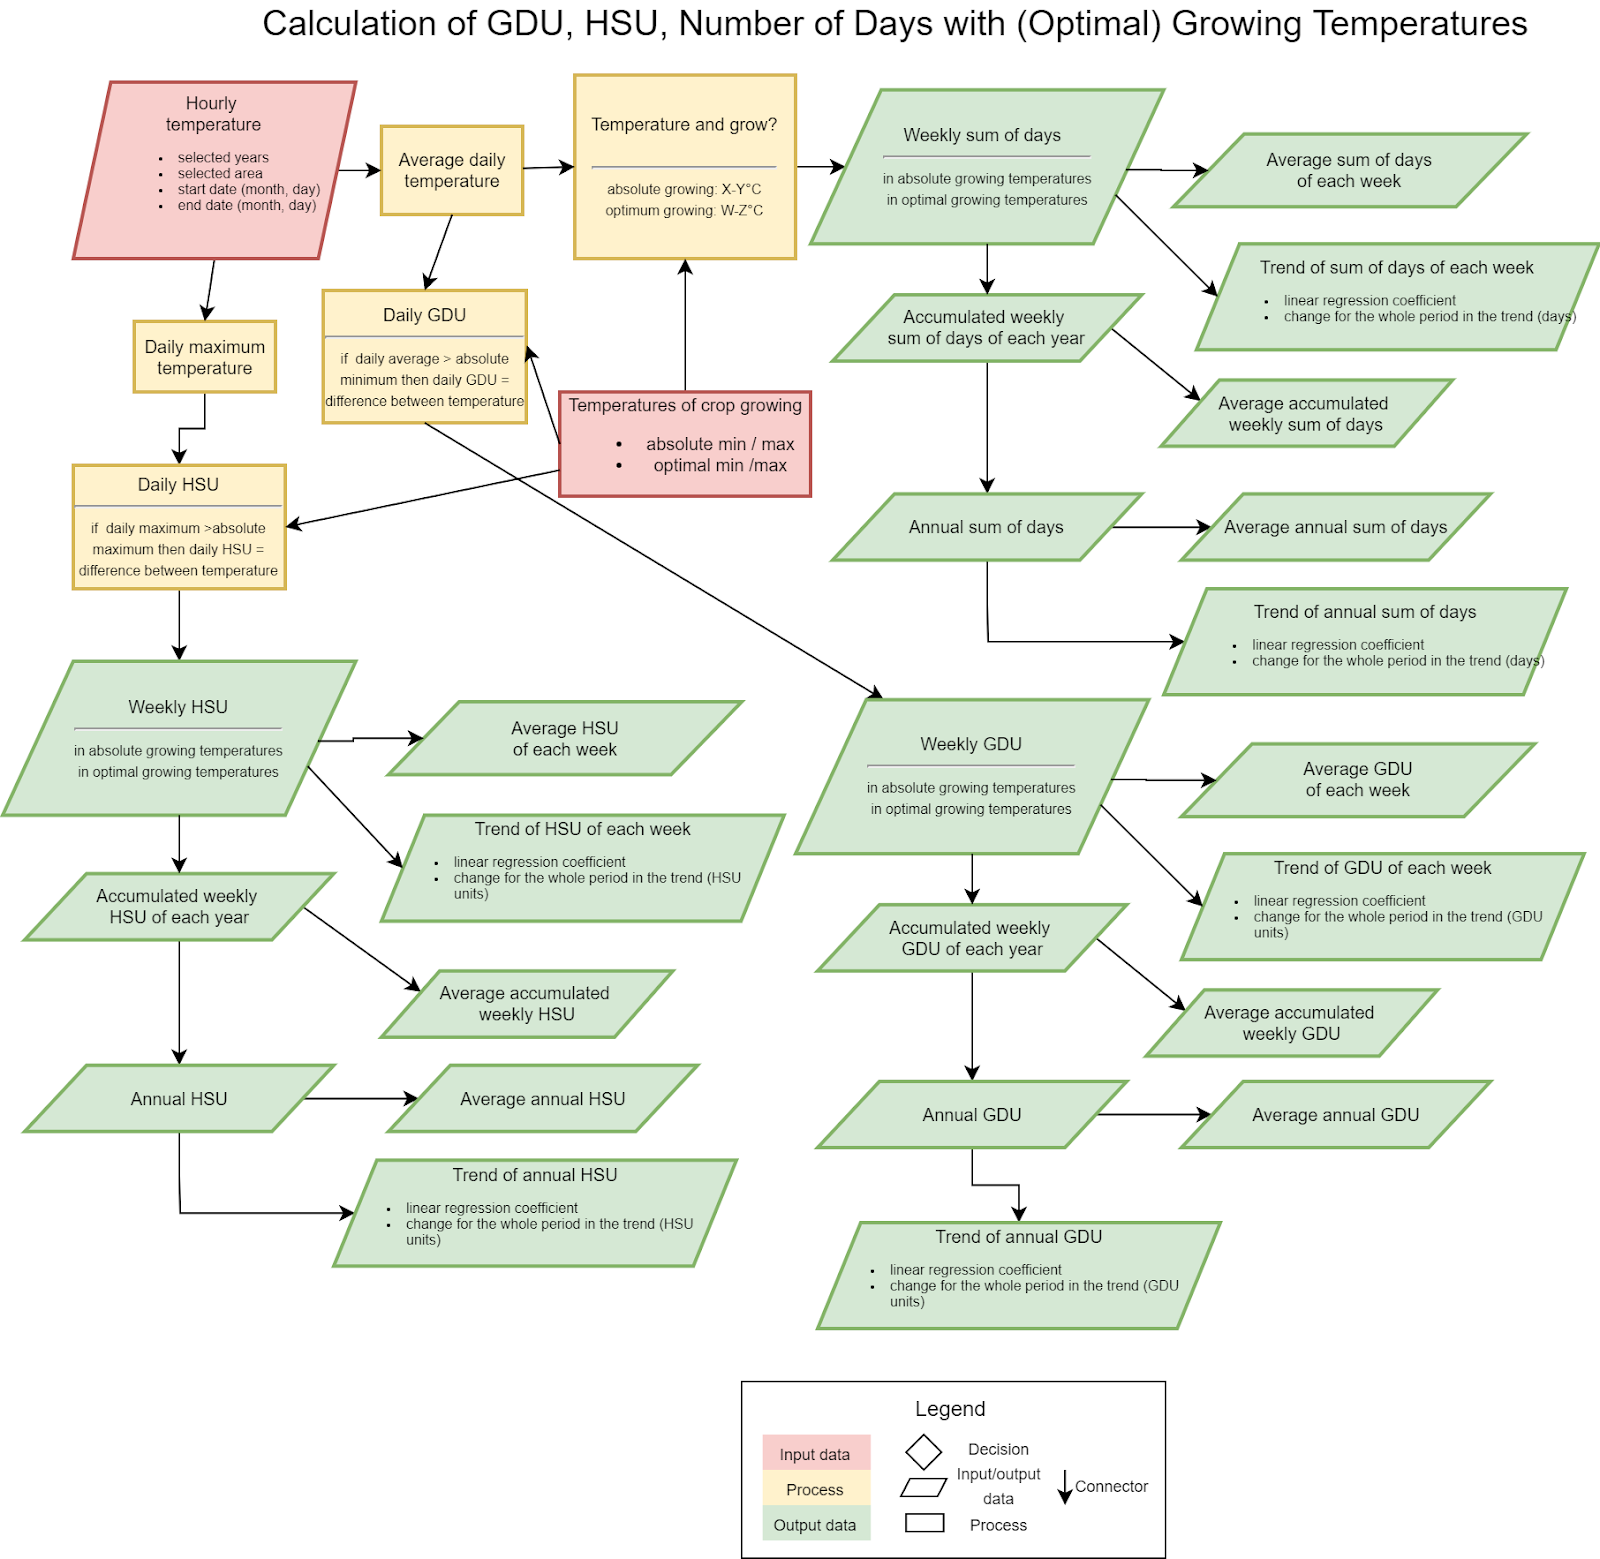 Calculation of GDU, HSU, Number of Days with (Optimal) Growing Temperatures
Hourly
temperature
• selected years
• selected area
• start date (month, day)
• end date (month, day)
Average daily
temperature
Temperature and grow?
absolute growing: X-Y°C
optimum growing: W-Z°C
Weekly sum of days
in absolute growing temperatures
in optimal growing temperatures
Average sum of days
of each week
Trend of sum of days of each week
• linear regression coefficient
• change for the whole period in the trend (days)
Daily maximum
temperature
Daily GDU
if daily average > absolute
minimum then daily GDU =
difference between temperature
Accumulated weekly
sum of days of each year
Temperatures of crop growing
• absolute min / max
• optimal min /max
Average accumulated
weekly sum of days
Daily HSU
if daily maximum >absolute
maximum then daily HSU =
difference between temperature
Annual sum of days
Average annual sum of days
Trend of annual sum of days
• linear regression coefficient
• change for the whole period in the trend (days)
Weekly HSU
in absolute growing temperatures
in optimal growing temperatures
Average HSU
of each week
Trend of HSU of each week
• linear regression coefficient
• change for the whole period in the trend (HSU
units)
Accumulated weekly
HSU of each year
Average accumulated
weekly HSU
Annual HSU
Average annual HSU
Trend of annual HSU
• linear regression coefficient
• change for the whole period in the trend (HSU
units)
Weekly GDU
in absolute growing temperatures
in optimal growing temperatures
Average GDU
of each week
Trend of GDU of each week
• linear regression coefficient
• change for the whole period in the trend (GDU
units)
Accumulated weekly
GDU of each year
Average accumulated
weekly GDU
Annual GDU
Average annual GDU
Trend of annual GDU
• linear regression coefficient
• change for the whole period in the trend (GDU
units)
Legend
Input data
Process
Output data
Decision
Input/output
data
Process
Connector